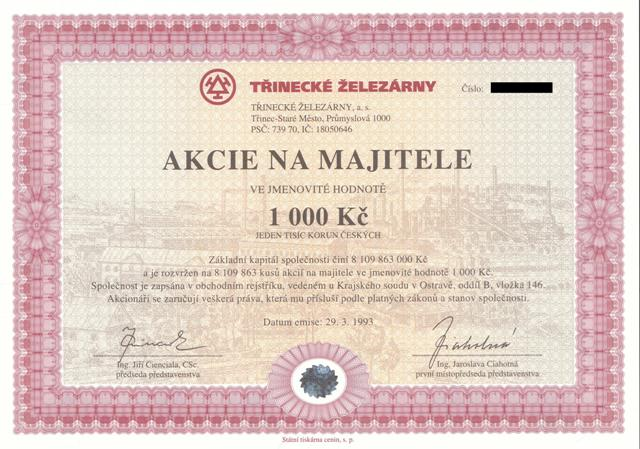 TŘINECKÉ ŽELEZÁRNY
Číslo:
TŘINECKÉ ŽELEZÁRNY, a. s.
Třinec-Staré Město, Průmyslová 1000
PSČ: 739 70, IČ: 18050646
AKCIE NA MAJITELE
VE JMENOVITÉ HODNOTĚ
1 000 Kč
JEDEN TISÍC KORUN ČESKÝCH
Základní kapitál společnosti činí 8 109 863 000 Kč
a je rozvržen na 8 109 863 kusů akcií na majitele ve jmenovité hodnotě 1 000 Kč.
Společnost je zapsána v obchodním rejstříku, vedeném u Krajského soudu v Ostravě, oddíl B, vložka 146.
Akcionáři se zaručují veškerá práva, která mu přísluší podle platných zákonů a stanov společnosti.
Datum emise: 29. 3. 1993
Ing. Jiří Cienciala, CSc
předseda představenstva
Ing. Jaroslava Ciahotná
první místopředseda představenstva
Státní tiskárna cenin, s. p.